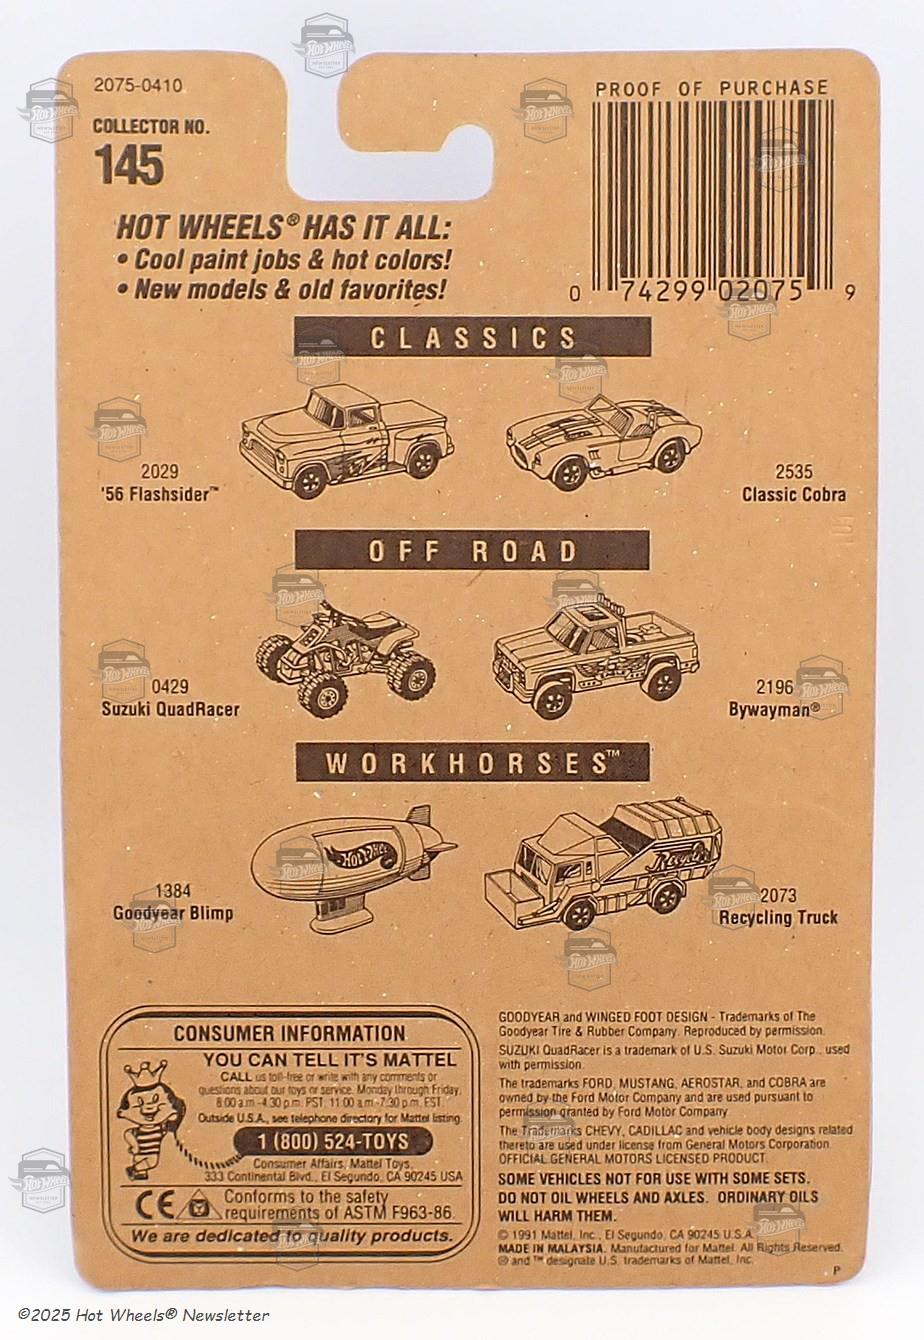 2075-0410
COLLECTOR NO.
145
PROOF OF PURCHASE
0 74299 02075 9
HOT WHEELS® HAS IT ALL:
• Cool paint jobs & hot colors!
• New models & old favorites!
CLASSICS
2029
'56 Flashsider™
2535
Classic Cobra
OFF ROAD
0429
Suzuki QuadRacer
2196
Bywayman®
WORKHORSES™
Hot Wheels
1384
Goodyear Blimp
Recycler
2073
Recycling Truck
CONSUMER INFORMATION
YOU CAN TELL IT'S MATTEL
CALL us toll-free or write with any comments or
questions about our toys or service. Monday through Friday,
8:00 a.m.-4:30 p.m. PST, 11:00 a.m.-7:30 p.m. EST.
Outside U.S.A., see telephone directory for Mattel listing.
1 (800) 524-TOYS
Consumer Affairs, Mattel Toys,
333 Continental Blvd., El Segundo, CA 90245 USA
CE Conforms to the safety
requirements of ASTM F963-86.
We are dedicated to quality products.
GOODYEAR and WINGED FOOT DESIGN - Trademarks of The
Goodyear Tire & Rubber Company. Reproduced by permission.
SUZUKI QuadRacer is a trademark of U.S. Suzuki Motor Corp., used
with permission.
The trademarks FORD, MUSTANG, AEROSTAR, and COBRA are
owned by the Ford Motor Company and are used pursuant to
permission granted by Ford Motor Company
The Trademarks CHEVY, CADILLAC and vehicle body designs related
thereto are used under license from General Motors Corporation.
OFFICIAL GENERAL MOTORS LICENSED PRODUCT.
SOME VEHICLES NOT FOR USE WITH SOME SETS.
DO NOT OIL WHEELS AND AXLES. ORDINARY OILS
WILL HARM THEM.
© 1991 Mattel, Inc., El Segundo, CA 90245 U.S.A.
MADE IN MALAYSIA. Manufactured for Mattel. All Rights Reserved.
® and ™ designate U.S. trademarks of Mattel, Inc.
P
©2025 Hot Wheels® Newsletter